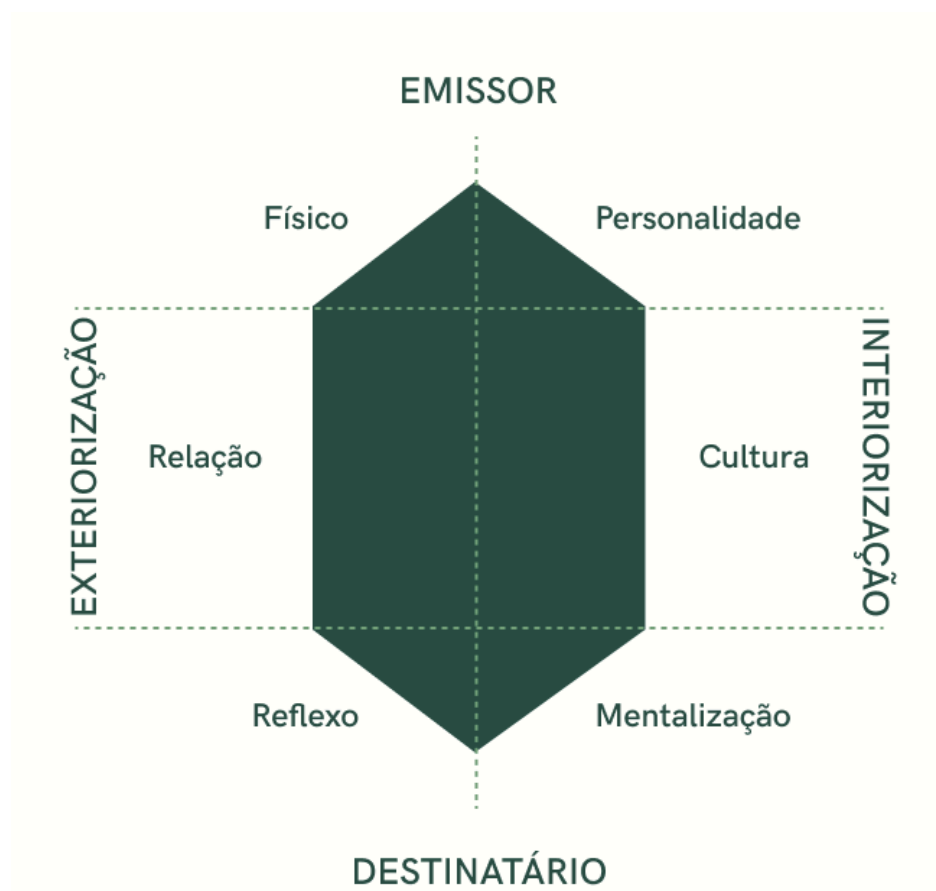 EMISSOR
Físico
Personalidade
EXTERIORIZAÇÃO
INTERIORIZAÇÃO
Relação
Cultura
Reflexo
Mentalização
DESTINATÁRIO